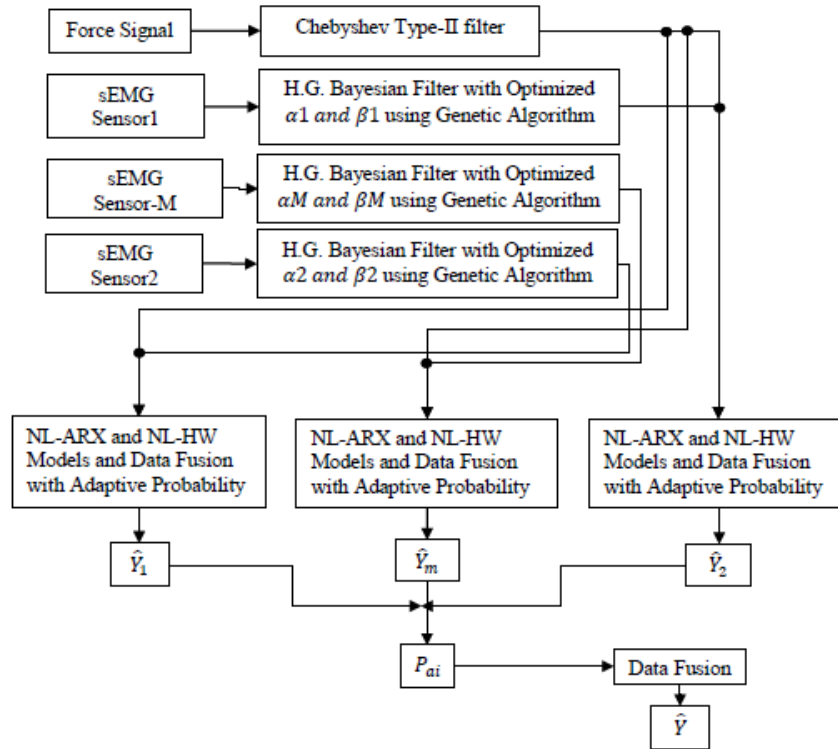 Force Signal
Chebyshev Type-II filter
sEMG
Sensor1
H.G. Bayesian Filter with Optimized
α1 and β1 using Genetic Algorithm
sEMG
Sensor-M
H.G. Bayesian Filter with Optimized
αM and βM using Genetic Algorithm
sEMG
Sensor2
H.G. Bayesian Filter with Optimized
α2 and β2 using Genetic Algorithm
NL-ARX and NL-HW
Models and Data Fusion
with Adaptive Probability
NL-ARX and NL-HW
Models and Data Fusion
with Adaptive Probability
NL-ARX and NL-HW
Models and Data Fusion
with Adaptive Probability
Ŷ₁
Ŷₘ
Ŷ₂
Pₐᵢ
Data Fusion
Ŷ